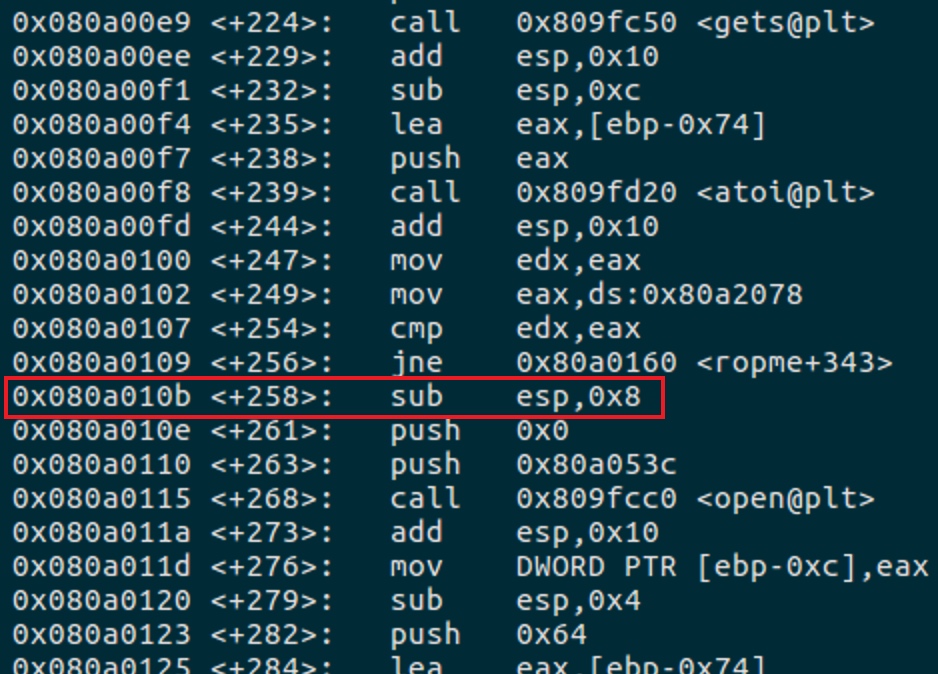 0x080a00e9 <+224>: call 0x809fc50 <gets@plt>
0x080a00ee <+229>: add esp,0x10
0x080a00f1 <+232>: sub esp,0xc
0x080a00f4 <+235>: lea eax,[ebp-0x74]
0x080a00f7 <+238>: push eax
0x080a00f8 <+239>: call 0x809fd20 <atoi@plt>
0x080a00fd <+244>: add esp,0x10
0x080a0100 <+247>: mov edx,eax
0x080a0102 <+249>: mov eax,ds:0x80a2078
0x080a0107 <+254>: cmp edx,eax
0x080a0109 <+256>: jne 0x80a0160 <ropme+343>
0x080a010b <+258>: sub esp,0x8
0x080a010e <+261>: push 0x0
0x080a0110 <+263>: push 0x80a053c
0x080a0115 <+268>: call 0x809fcc0 <open@plt>
0x080a011a <+273>: add esp,0x10
0x080a011d <+276>: mov DWORD PTR [ebp-0xc],eax
0x080a0120 <+279>: sub esp,0x4
0x080a0123 <+282>: push 0x64
0x080a0125 <+284>: lea eax,[ebp-0x74]